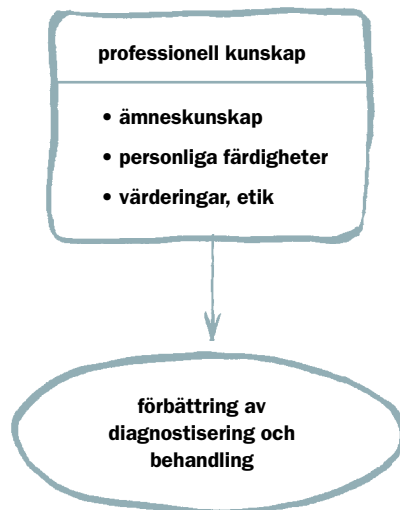 professionell kunskap
• ämneskunskap
• personliga färdigheter
• värderingar, etik
förbättring av
diagnostisering och
behandling